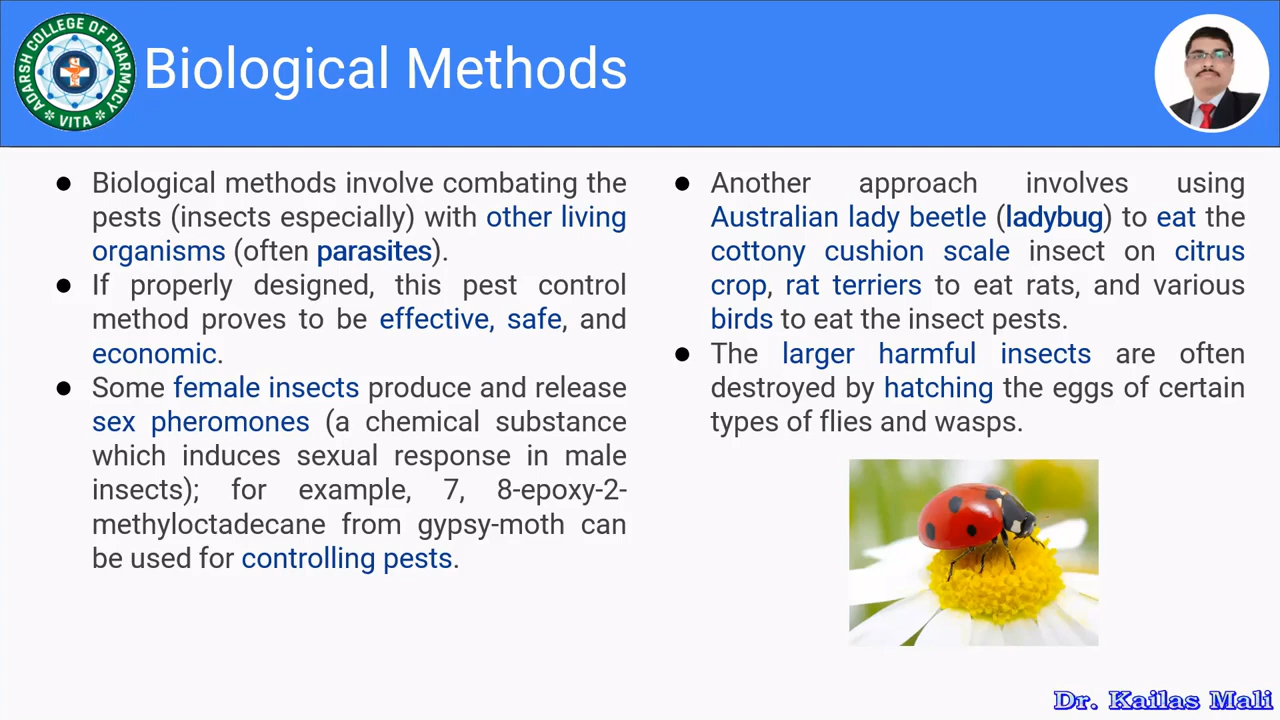 ADARSH COLLEGE OF PHARMACY
* VITA *
Biological Methods
● Biological methods involve combating the
pests (insects especially) with other living
organisms (often parasites).
● If properly designed, this pest control
method proves to be effective, safe, and
economic.
● Some female insects produce and release
sex pheromones (a chemical substance
which induces sexual response in male
insects); for example, 7, 8-epoxy-2-
methyloctadecane from gypsy-moth can
be used for controlling pests.
● Another approach involves using
Australian lady beetle (ladybug) to eat the
cottony cushion scale insect on citrus
crop, rat terriers to eat rats, and various
birds to eat the insect pests.
● The larger harmful insects are often
destroyed by hatching the eggs of certain
types of flies and wasps.
Dr. Kailas Mali